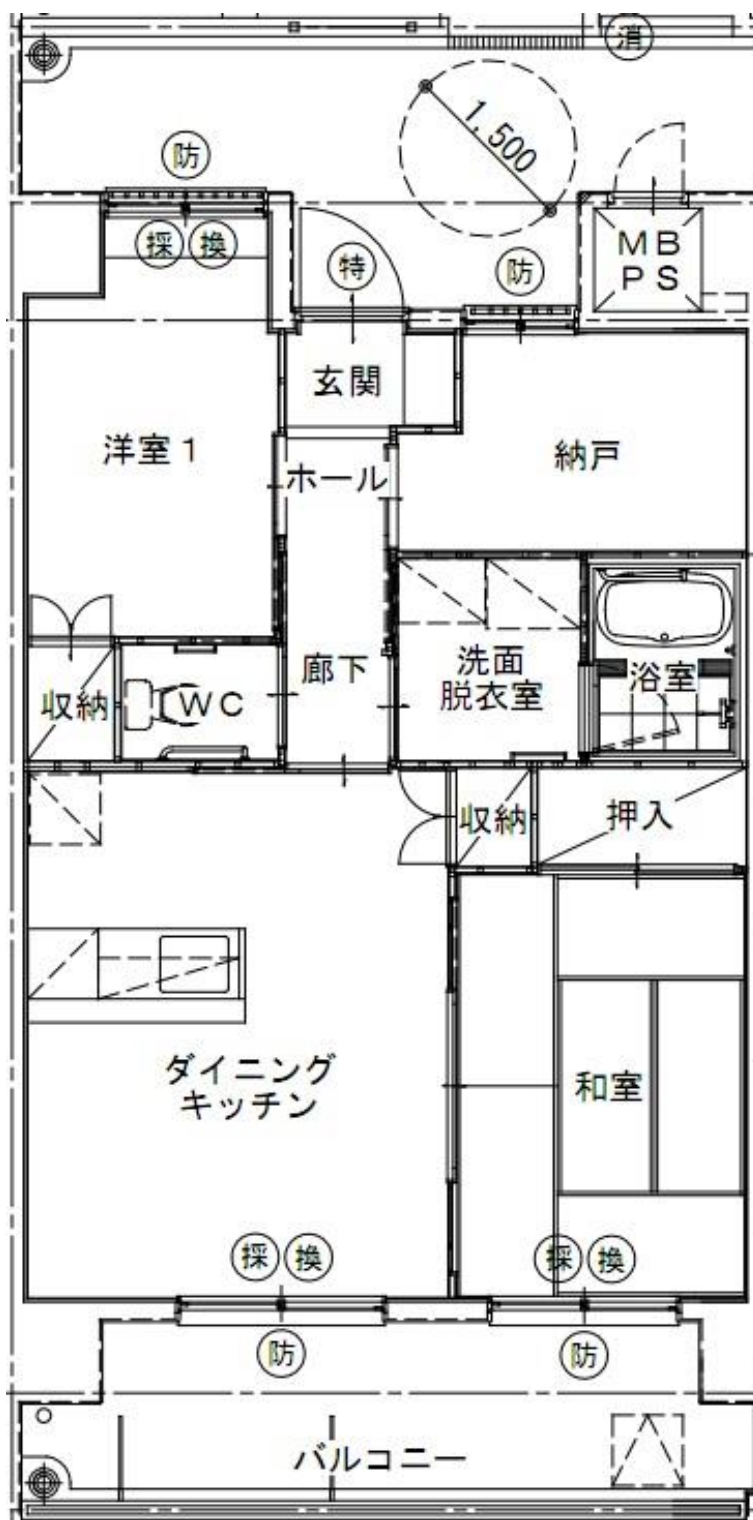 消
1,500
防
採 換
特
防
MB
PS
玄関
洋室1
ホール
納戸
廊下
洗面
脱衣室
浴室
収納
WC
収納
押入
ダイニング
キッチン
和室
採 換
採 換
防
防
バルコニー